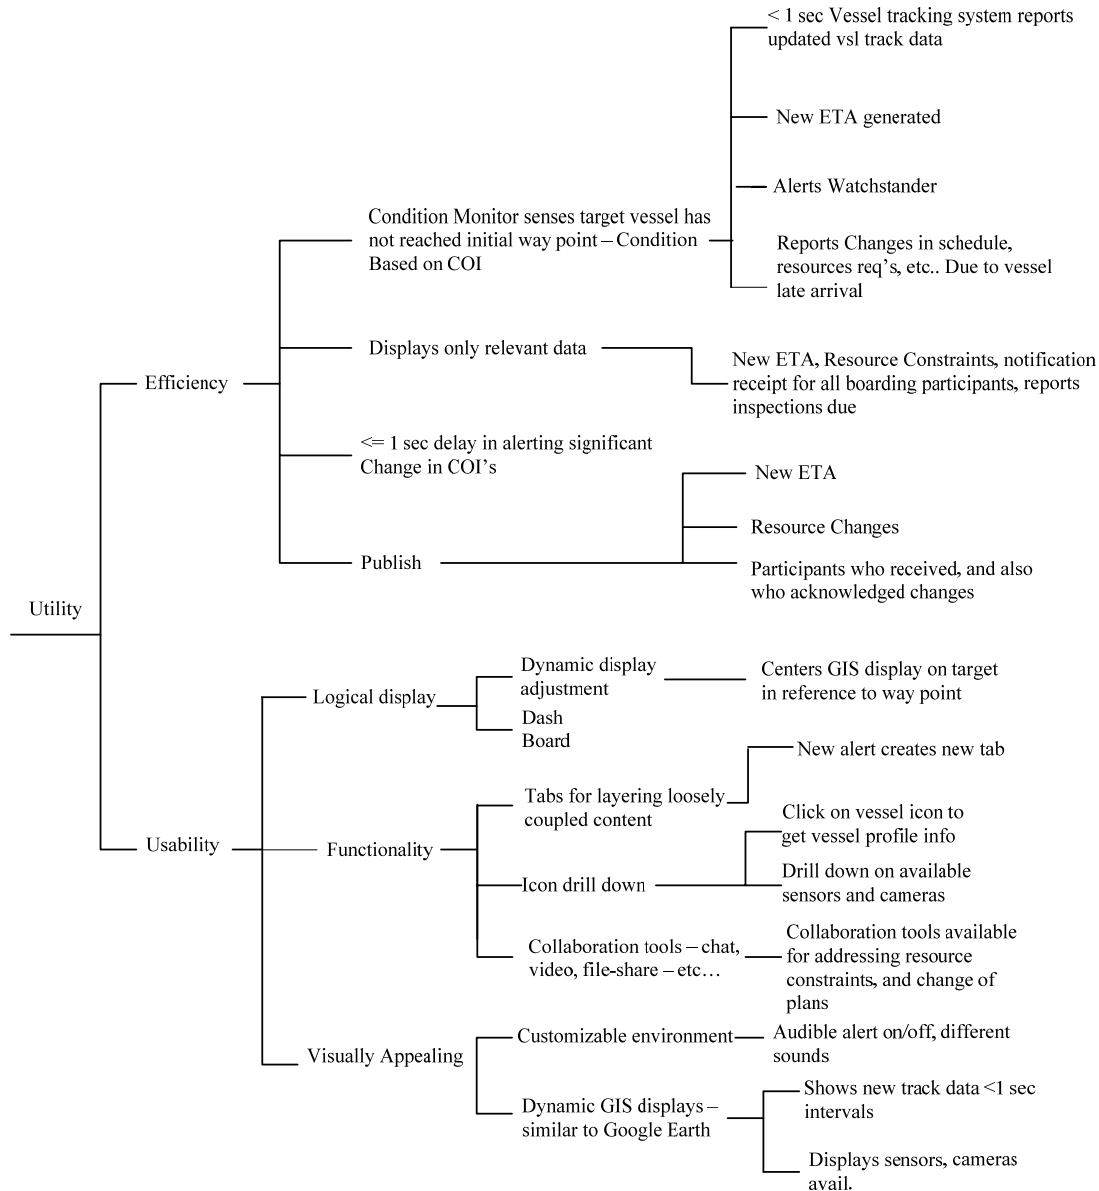 < 1 sec Vessel tracking system reports
updated vsl track data
New ETA generated
Alerts Watchstander
Condition Monitor senses target vessel has
not reached initial way point – Condition
Based on COI
Reports Changes in schedule,
resources req's, etc.. Due to vessel
late arrival
Displays only relevant data
New ETA, Resource Constraints, notification
receipt for all boarding participants, reports
inspections due
Efficiency
<= 1 sec delay in alerting significant
Change in COI's
New ETA
Resource Changes
Publish
Participants who received, and also
who acknowledged changes
Utility
Logical display
Dynamic display
adjustment
Centers GIS display on target
in reference to way point
Dash
Board
New alert creates new tab
Tabs for layering loosely
coupled content
Click on vessel icon to
get vessel profile info
Usability
Functionality
Icon drill down
Drill down on available
sensors and cameras
Collaboration tools – chat,
video, file-share – etc…
Collaboration tools available
for addressing resource
constraints, and change of
plans
Visually Appealing
Customizable environment
Audible alert on/off, different
sounds
Dynamic GIS displays –
similar to Google Earth
Shows new track data <1 sec
intervals
Displays sensors, cameras
avail.